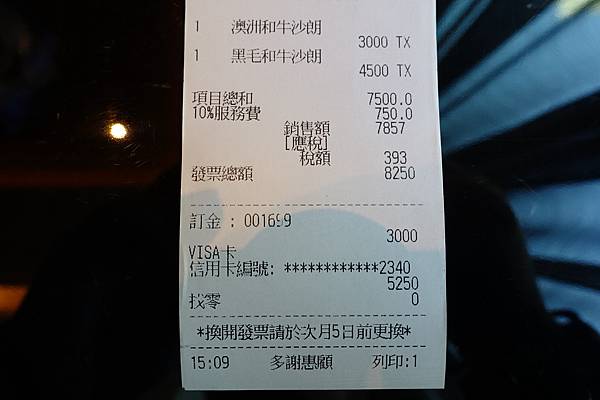 1 澳洲和牛沙朗
3000 TX
1 黑毛和牛沙朗
4500 TX
項目總和 7500.0
10%服務費 750.0
銷售額 7857
[應稅]
稅額 393
發票總額 8250
訂金 : 001699
3000
VISA卡
信用卡編號: ************2340
5250
找零 0
*換開發票請於次月5日前更換*
15:09 多謝惠顧 列印:1